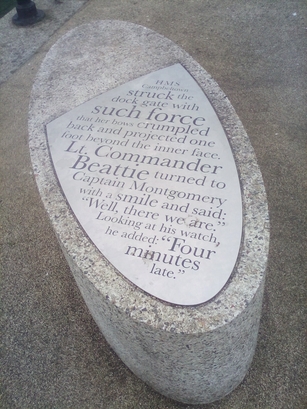 HMS
Campbeltown
struck the
dock gate with
such force
that her bows crumpled
back and projected one
foot beyond the inner face.
Lt. Commander
Beattie turned to
Captain Montgomery
with a smile and said:
“Well, there we are.”
Looking at his watch,
he added: “Four
minutes
late.”